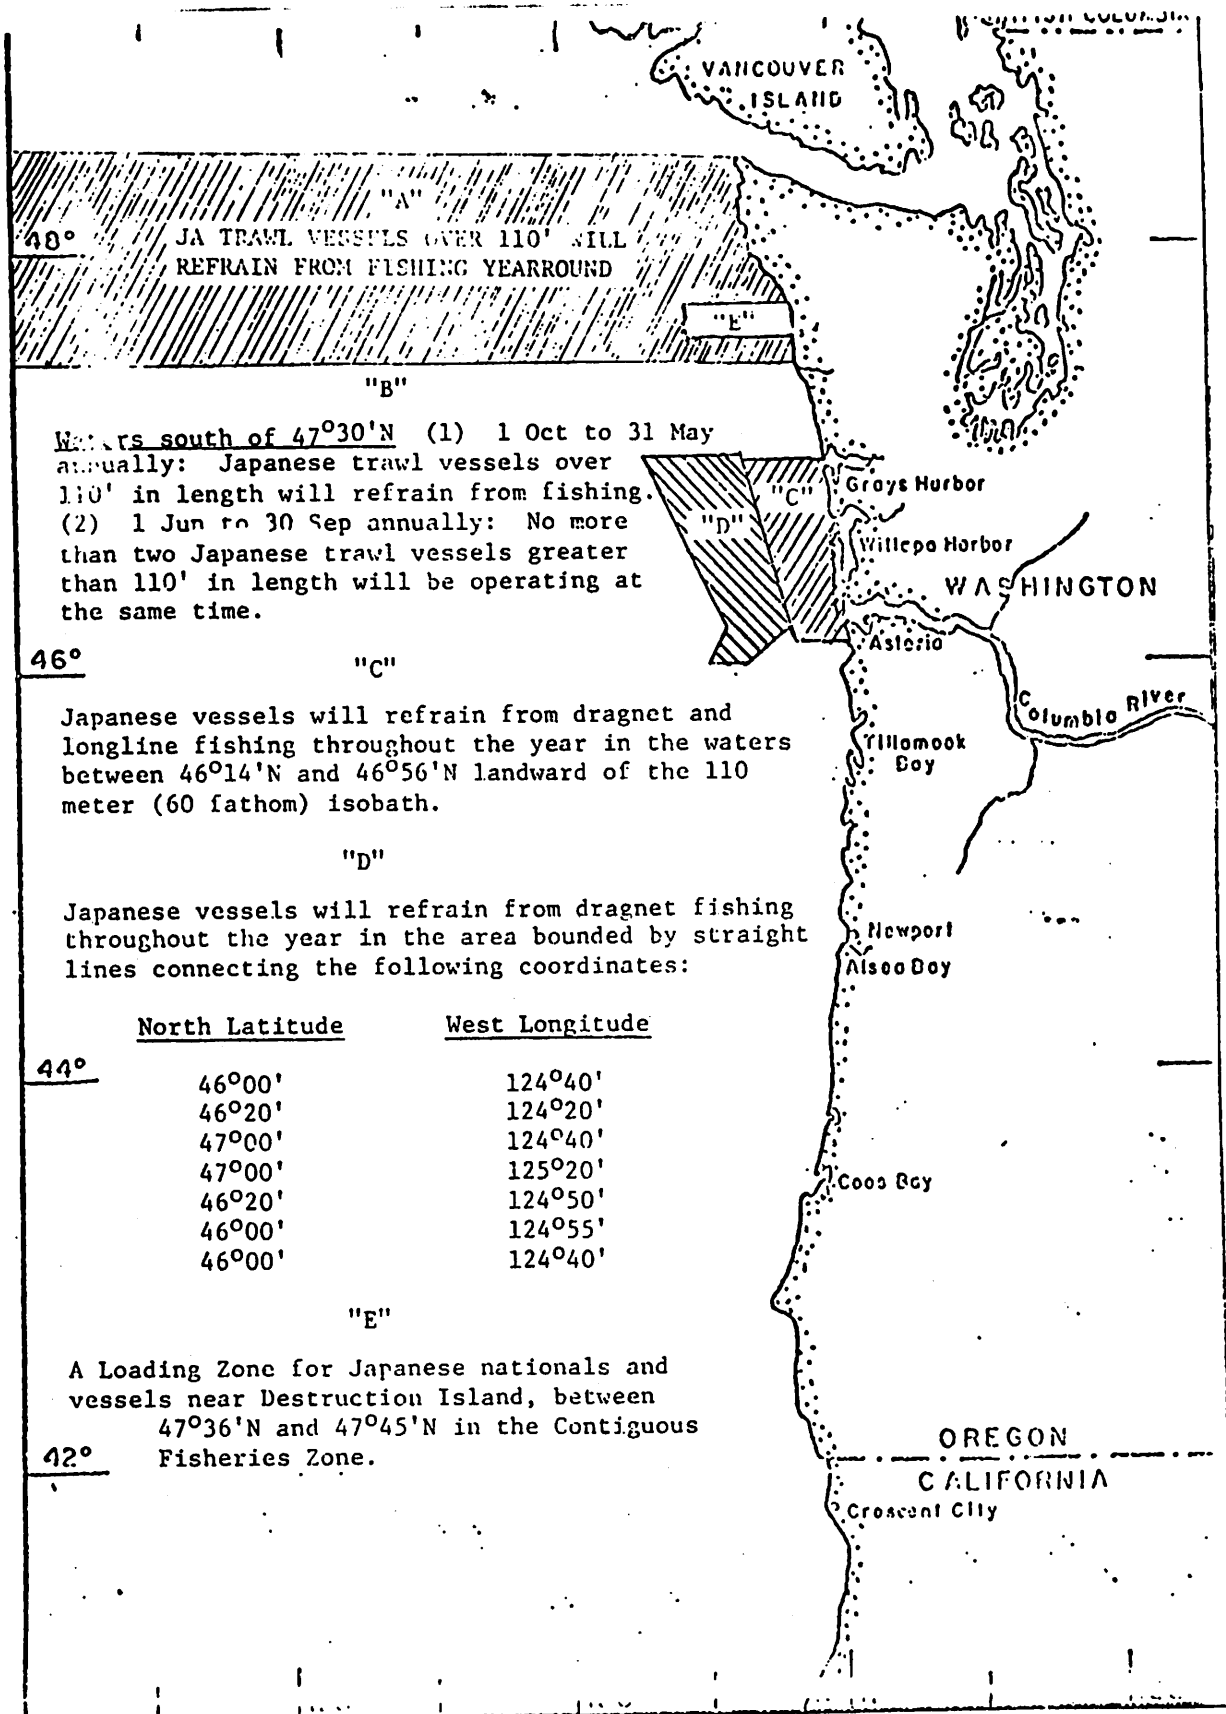 BRITISH COLUMBIA
VANCOUVER
ISLAND
"A"
48°
JA TRAWL VESSELS OVER 110' WILL
REFRAIN FROM FISHING YEARROUND
"E"
"B"
Waters south of 47°30'N (1) 1 Oct to 31 May
annually: Japanese trawl vessels over
110' in length will refrain from fishing.
(2) 1 Jun to 30 Sep annually: No more
than two Japanese trawl vessels greater
than 110' in length will be operating at
the same time.
"C"
"D"
Grays Harbor
Willapa Harbor
WASHINGTON
Astoria
Columbia River
46°
"C"
Japanese vessels will refrain from dragnet and
longline fishing throughout the year in the waters
between 46°14'N and 46°56'N landward of the 110
meter (60 fathom) isobath.
Tillamook
Bay
"D"
Japanese vessels will refrain from dragnet fishing
throughout the year in the area bounded by straight
lines connecting the following coordinates:
Newport
Alsea Bay
North Latitude West Longitude
44°
46°00' 124°40'
46°20' 124°20'
47°00' 124°40'
47°00' 125°20'
46°20' 124°50'
46°00' 124°55'
46°00' 124°40'
Coos Bay
"E"
A Loading Zone for Japanese nationals and
vessels near Destruction Island, between
47°36'N and 47°45'N in the Contiguous
Fisheries Zone.
42°
OREGON
CALIFORNIA
Crescent City